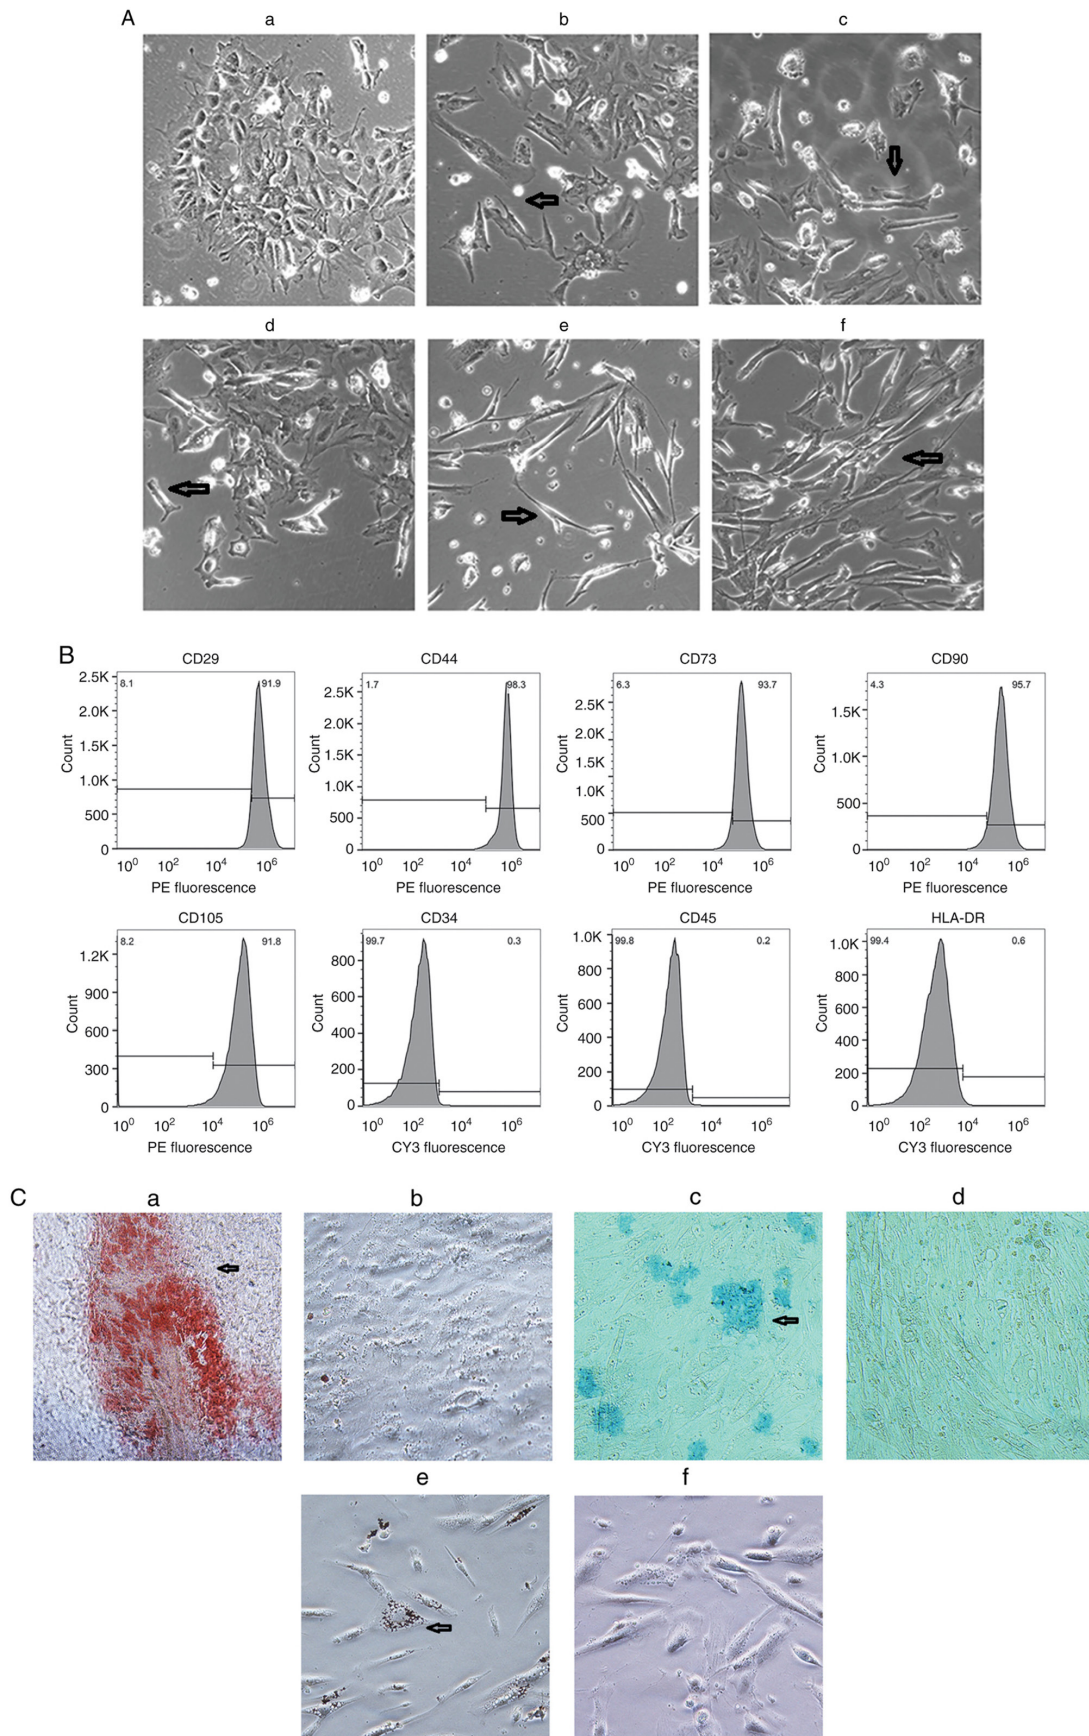 A
a b c
d e f
B
CD29 CD44 CD73 CD90
8.1 91.9 1.7 98.3 6.3 93.7 4.3 95.7
2.5K 2.0K 1.5K 1.0K 500 0
Count
10⁰ 10² 10⁴ 10⁶
PE fluorescence
2.5K 2.0K 1.5K 1.0K 500 0
Count
10⁰ 10² 10⁴ 10⁶
PE fluorescence
2.5K 2.0K 1.5K 1.0K 500 0
Count
10⁰ 10² 10⁴ 10⁶
PE fluorescence
1.5K 1.0K 500 0
Count
10⁰ 10² 10⁴ 10⁶
PE fluorescence
CD105 CD34 CD45 HLA-DR
8.2 91.8 99.7 0.3 99.8 0.2 99.4 0.6
1.2K 900 600 300 0
Count
10⁰ 10² 10⁴ 10⁶
PE fluorescence
800 600 400 200 0
Count
10⁰ 10² 10⁴ 10⁶
CY3 fluorescence
1.0K 800 600 400 200 0
Count
10⁰ 10² 10⁴ 10⁶
CY3 fluorescence
1.0K 800 600 400 200 0
Count
10⁰ 10² 10⁴ 10⁶
CY3 fluorescence
C
a b c d
e f